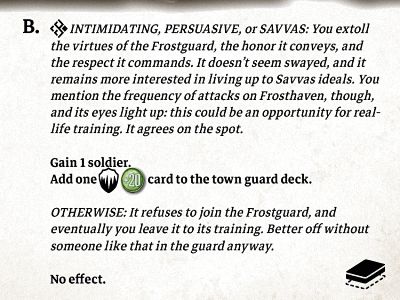 B. INTIMIDATING, PERSUASIVE, or SAVVAS: You extoll
the virtues of the Frostguard, the honor it conveys, and
the respect it commands. It doesn't seem swayed, and it
remains more interested in living up to Savvas ideals. You
mention the frequency of attacks on Frosthaven, though,
and its eyes light up: this could be an opportunity for real-
life training. It agrees on the spot.
Gain 1 soldier.
Add one +20 card to the town guard deck.
OTHERWISE: It refuses to join the Frostguard, and
eventually you leave it to its training. Better off without
someone like that in the guard anyway.
No effect.